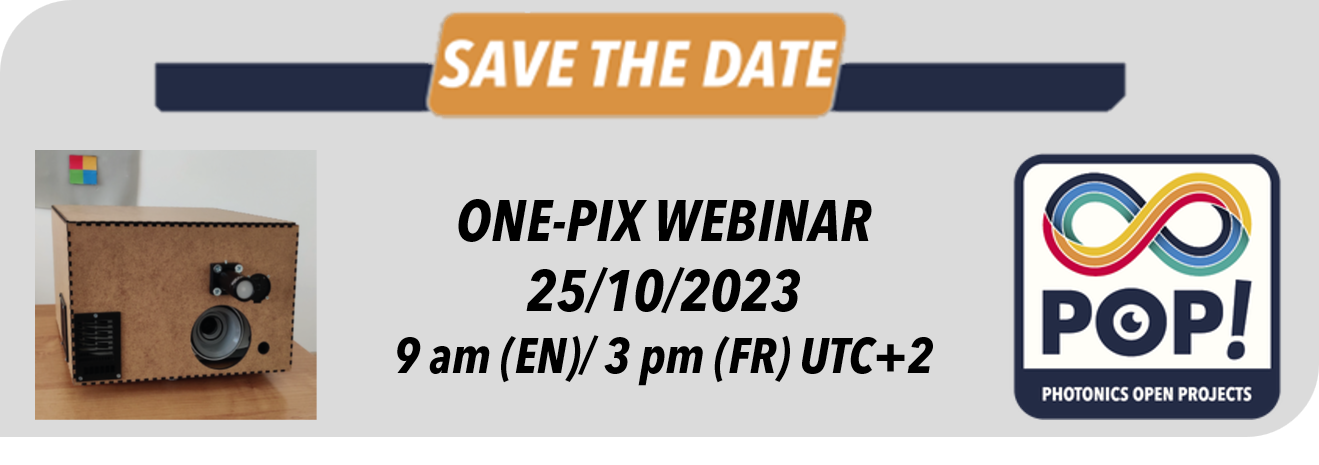 SAVE THE DATE
ONE-PIX WEBINAR
25/10/2023
9 am (EN)/ 3 pm (FR) UTC+2
POP!
PHOTONICS OPEN PROJECTS